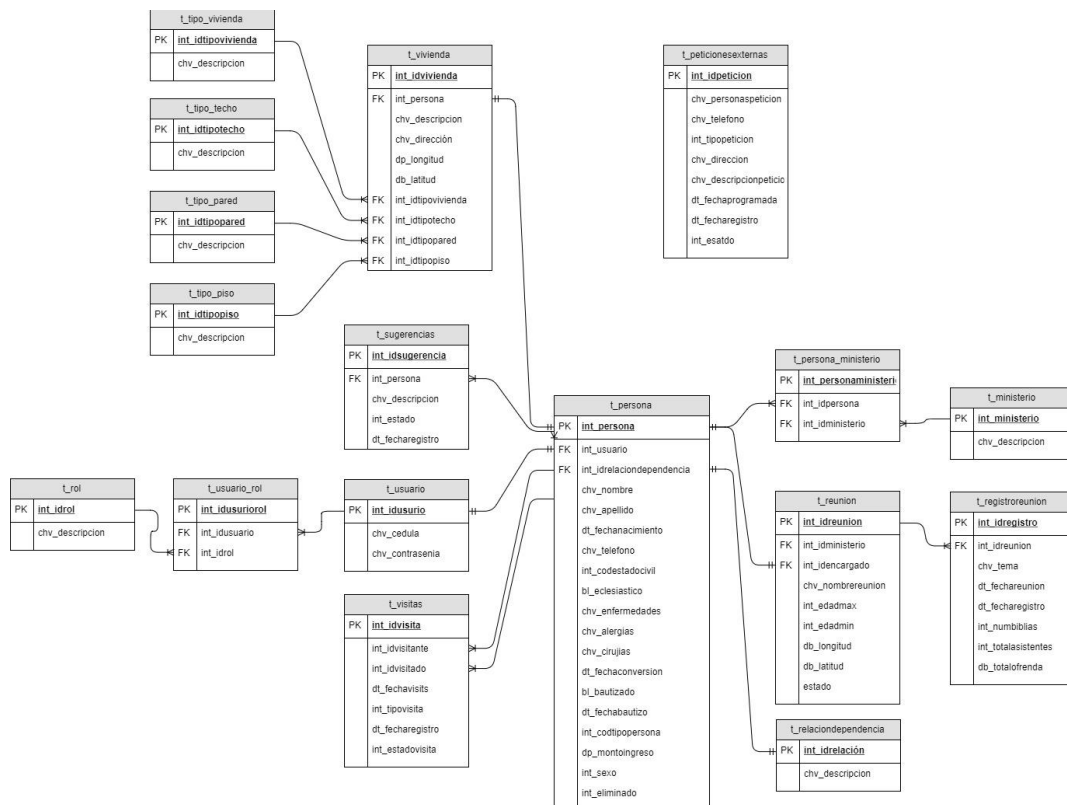 t_tipo_vivienda
PK int_idtipovivienda
chv_descripcion
t_tipo_techo
PK int_idtipotecho
chv_descripcion
t_tipo_pared
PK int_idtipopared
chv_descripcion
t_tipo_piso
PK int_idtipopiso
chv_descripcion
t_vivienda
PK int_idvivienda
FK int_persona
chv_descripcion
chv_dirección
dp_longitud
db_latitud
FK int_idtipovivienda
FK int_idtipotecho
FK int_idtipopared
FK int_idtipopiso
t_peticionesexternas
PK int_idpeticion
chv_personaspeticion
chv_telefono
int_tipopeticion
chv_direccion
chv_descripcionpeticio
dt_fechaprogramada
dt_fecharegistro
int_esatdo
t_sugerencias
PK int_idsugerencia
FK int_persona
chv_descripcion
int_estado
dt_fecharegistro
t_rol
PK int_idrol
chv_descripcion
t_usuario_rol
PK int_idusuriorol
FK int_idusuario
FK int_idrol
t_usuario
PK int_idusurio
chv_cedula
chv_contrasenia
t_visitas
PK int_idvisita
int_idvisitante
int_idvisitado
dt_fechavisits
int_tipovisita
dt_fecharegistro
int_estadovisita
t_persona
PK int_persona
FK int_usuario
FK int_idrelaciondependencia
chv_nombre
chv_apellido
dt_fechanacimiento
chv_telefono
int_codestadocivil
bl_eclesiastico
chv_enfermedades
chv_alergias
chv_cirujias
dt_fechaconversion
bl_bautizado
dt_fechabautizo
int_codtipopersona
dp_montoingreso
int_sexo
int_eliminado
t_persona_ministerio
PK int_personaministeri
FK int_idpersona
FK int_idministerio
t_ministerio
PK int_ministerio
chv_descripcion
t_reunion
PK int_idreunion
FK int_idministerio
FK int_idencargado
chv_nombrereunion
int_edadmax
int_edadmin
db_longitud
db_latitud
estado
t_registroreunion
PK int_idregistro
FK int_idreunion
chv_tema
dt_fechareunion
dt_fecharegistro
int_numbiblias
int_totalasistentes
db_totalofrenda
t_relaciondependencia
PK int_idrelación
chv_descripcion